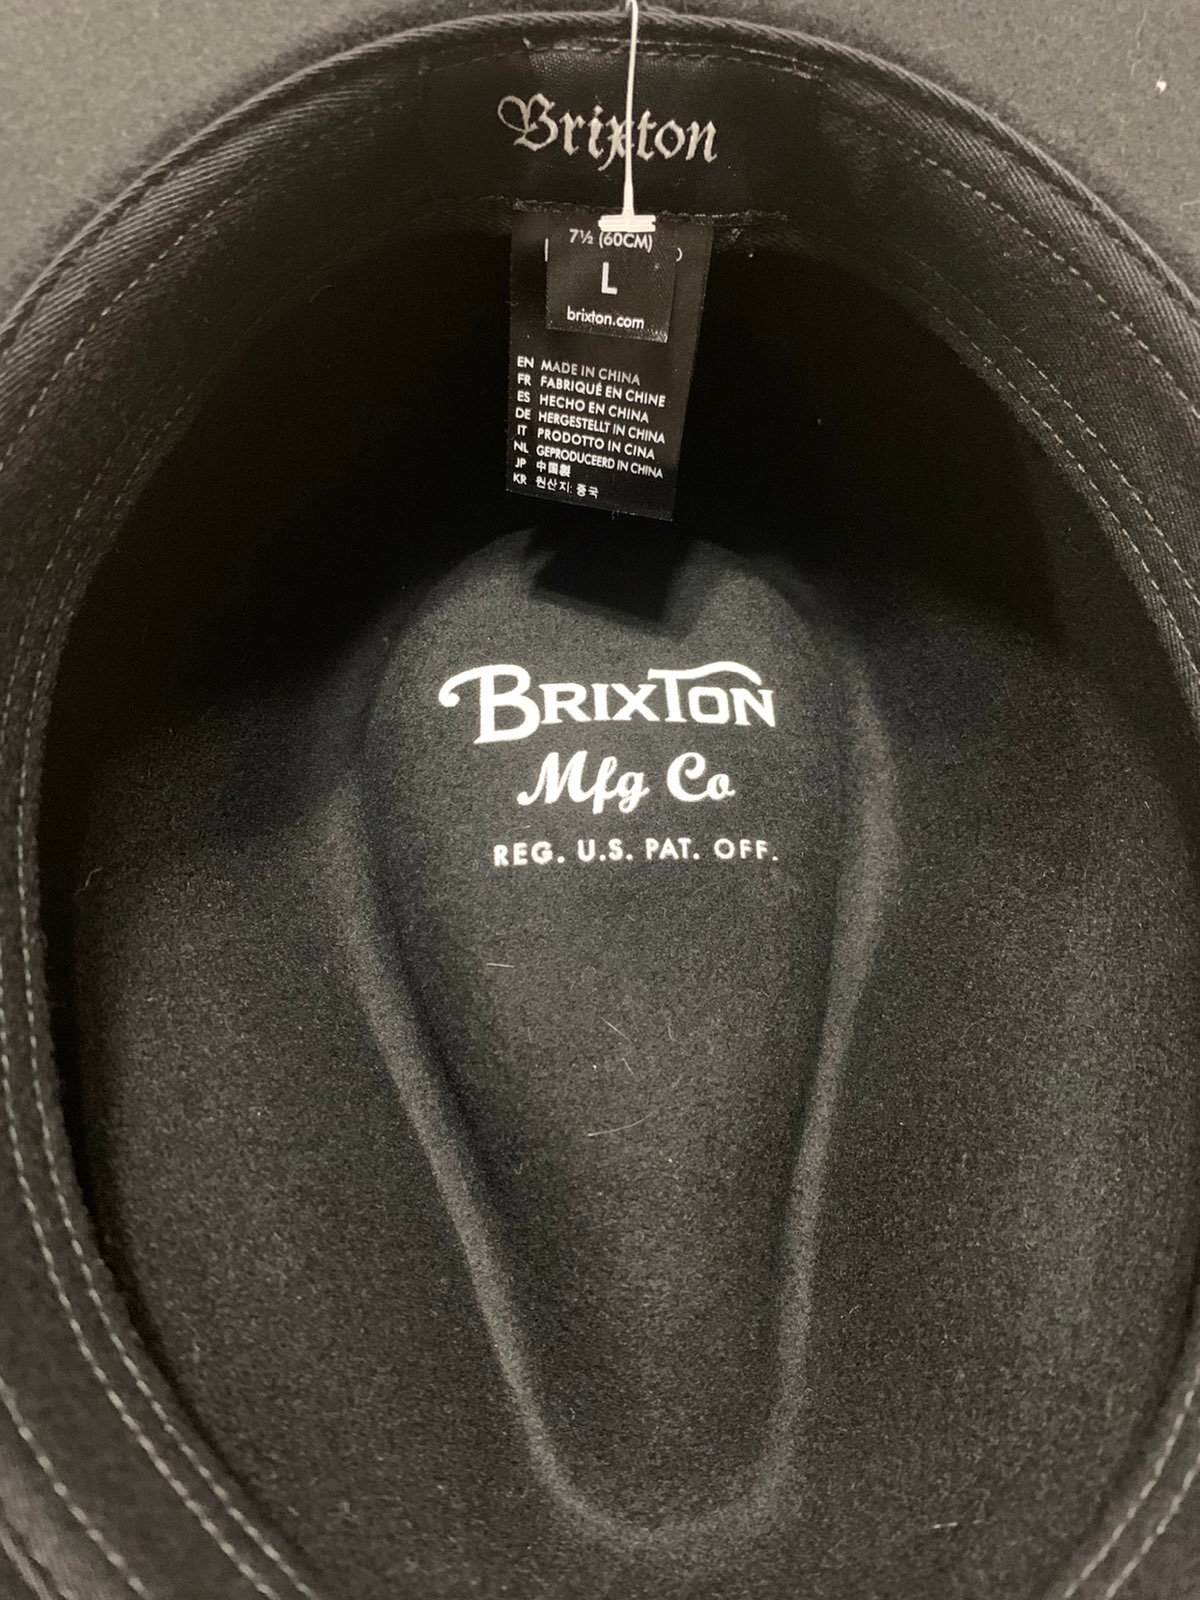 Brixton
7½ (60CM)
L
brixton.com
EN MADE IN CHINA
FR FABRIQUÉ EN CHINE
ES HECHO EN CHINA
DE HERGESTELLT IN CHINA
IT PRODOTTO IN CINA
NL GEPRODUCEERD IN CHINA
JP 中国製
KR 원산지: 중국
BRIXTON
Mfg Co
REG. U.S. PAT. OFF.